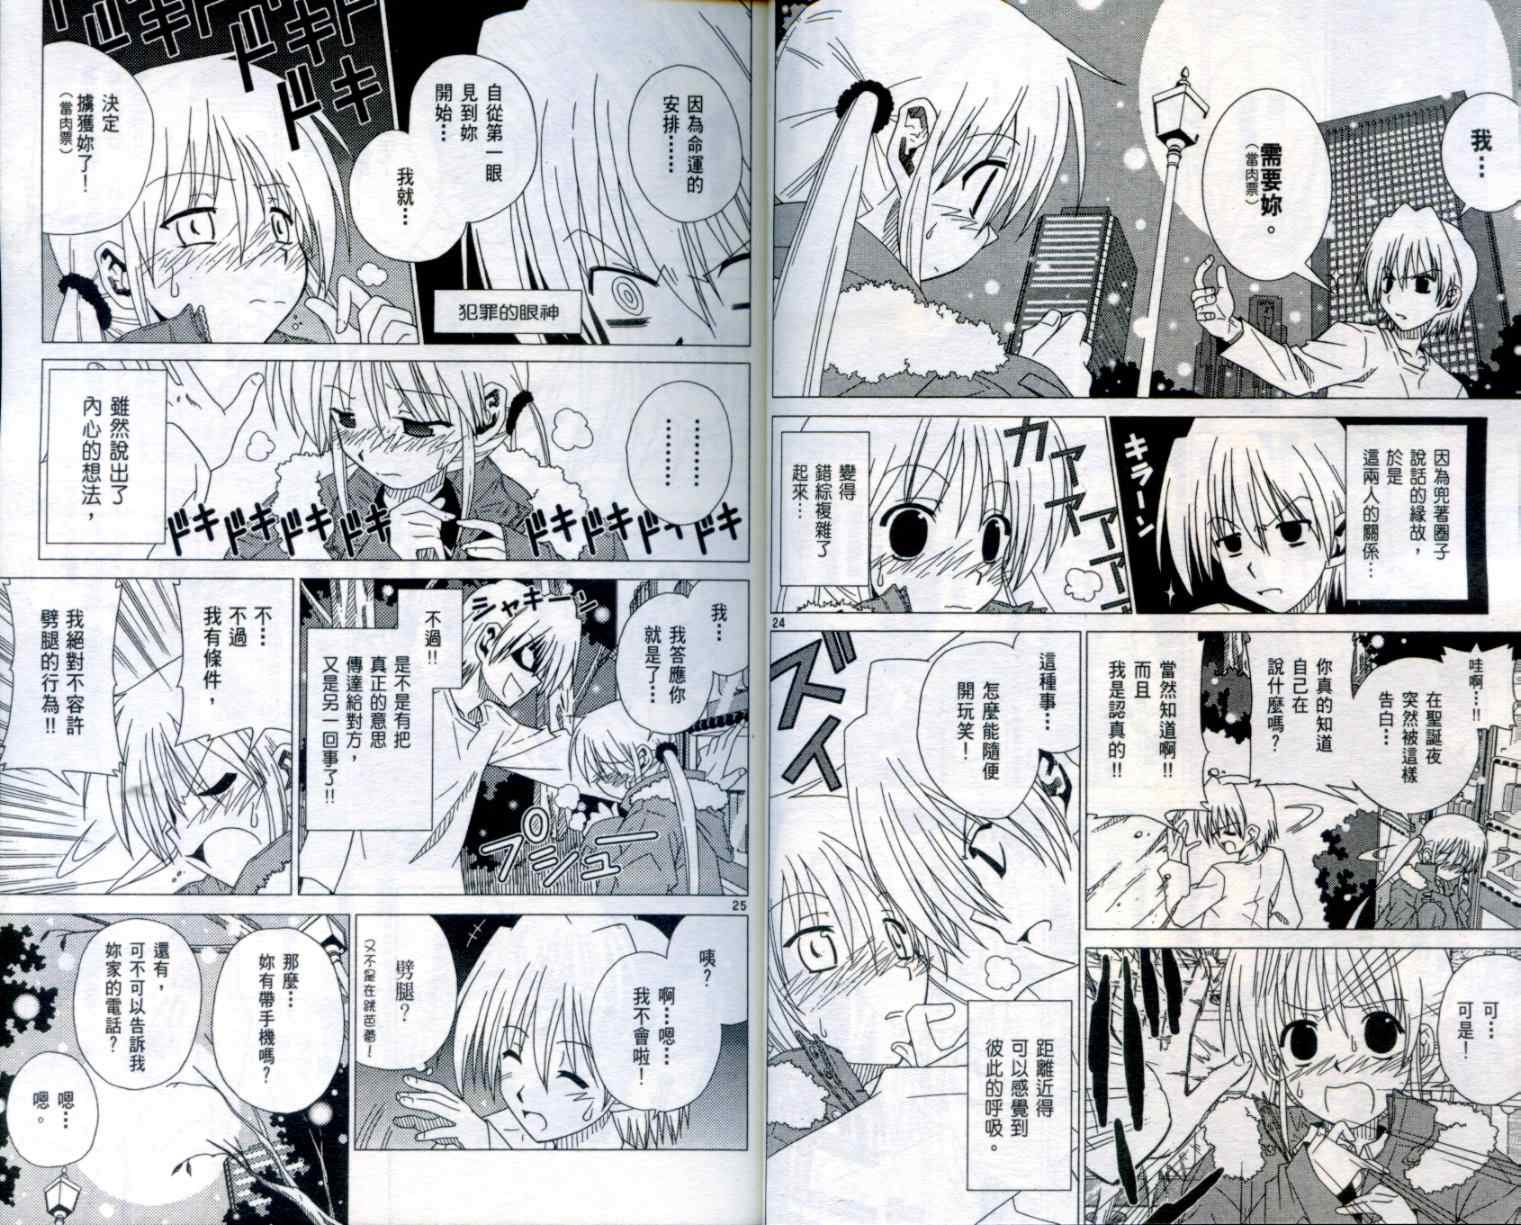 我…
需要妳。
（當肉票）
因為兜著圈子
說話的緣故，
於是
這兩人的關係…
キラーン
カァァァァァ
變得
錯綜複雜了
起來…
24
哇啊…!!
在聖誕夜
突然被這樣
告白…
你真的知道
自己在
說什麼嗎？
當然知道啊!!
而且
我是認真的!!
可…
可是！
這種事…
怎麼能隨便
開玩笑！
ズズイ
距離近得
可以感覺到
彼此的呼吸。
因為命運的
安排……
自從第一眼
見到妳
開始…
我就…
犯罪的眼神
ドキドキドキドキ
決定
擄獲妳了！
（當肉票）
………
………
ドキドキドキドキドキドキ
雖然說出了
內心的想法，
我…
我答應你
就是了…
シャキーン
プシュー
不過!!
是不是有把
真正的意思
傳達給對方，
又是另一回事了!!
不…
不過
我有條件，
我絕對不容許
劈腿的行為!!
25
咦？
啊…嗯…
我不會啦！
劈腿？
又不是在跳芭蕾！
那麼…
妳有帶手機嗎？
還有，
可不可以告訴我
妳家的電話？
嗯…
嗯。